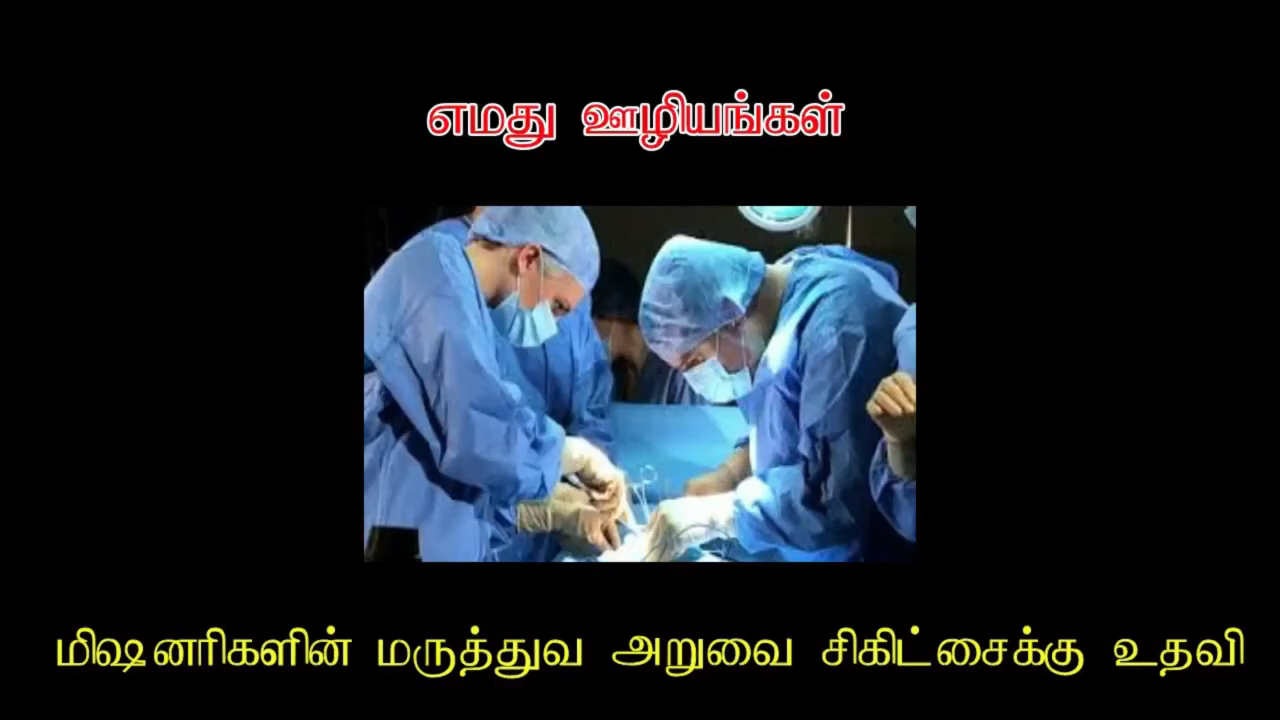 எமது ஊழியங்கள்
மிஷனரிகளின் மருத்துவ அறுவை சிகிட்சைக்கு உதவி